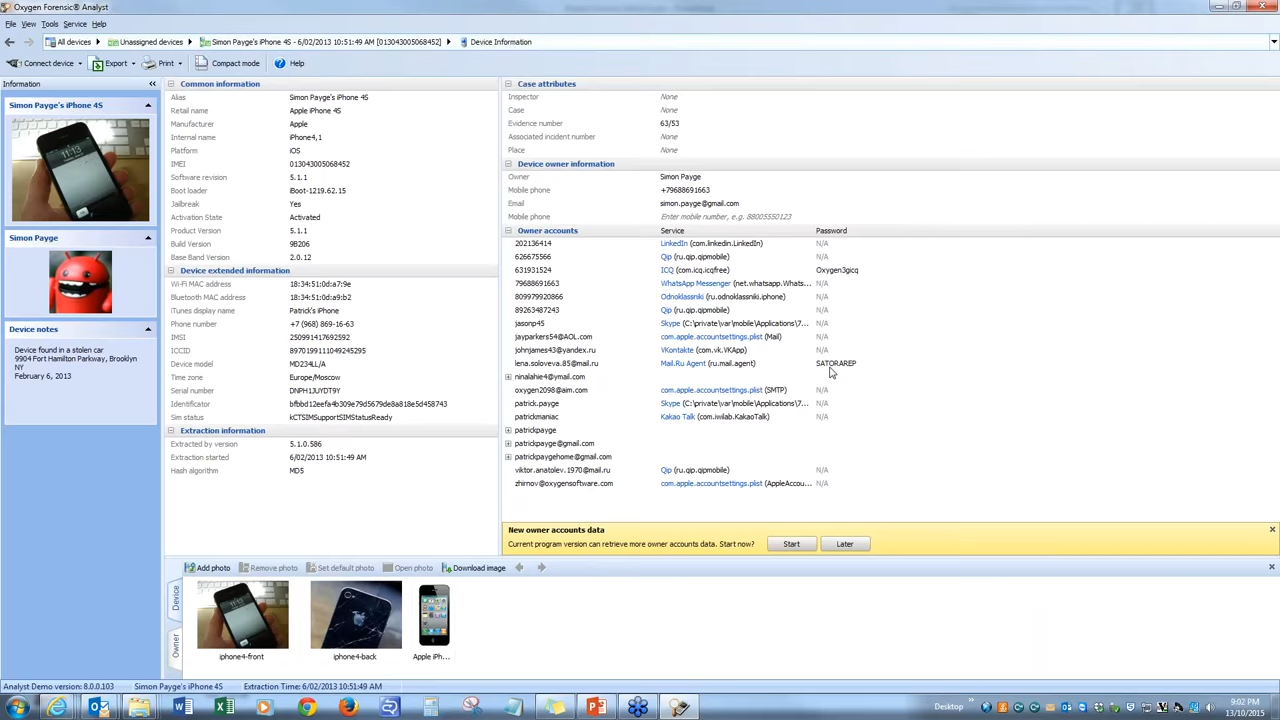 Oxygen Forensic® Analyst
File View Tools Service Help
All devices Unassigned devices Simon Payge's iPhone 4S - 6/02/2013 10:51:49 AM [013043005068452] Device Information
Connect device Export Print Compact mode Help
Information
Simon Payge's iPhone 4S
11:13
Simon Payge
Device notes
Device found in a stolen car
9904 Fort Hamilton Parkway, Brooklyn
NY
February 6, 2013
Common information
Alias Simon Payge's iPhone 4S
Retail name Apple iPhone 4S
Manufacturer Apple
Internal name iPhone4,1
Platform iOS
IMEI 013043005068452
Software revision 5.1.1
Boot loader iBoot-1219.62.15
Jailbreak Yes
Activation State Activated
Product Version 5.1.1
Build Version 9B206
Base Band Version 2.0.12
Device extended information
Wi-Fi MAC address 18:34:51:0d:a7:9e
Bluetooth MAC address 18:34:51:0d:a9:b2
iTunes display name Patrick's iPhone
Phone number +7 (968) 869-16-63
IMSI 250991417692592
ICCID 8970199111049245295
Device model MD234LL/A
Time zone Europe/Moscow
Serial number DNPHJ1JYDT9Y
Identificator bfbd12eefa4b309e79d5679de8a818e5d458743
Sim status kCTSIMSupportSIMStatusReady
Extraction information
Extracted by version 5.1.0.586
Extraction started 6/02/2013 10:51:49 AM
Hash algorithm MD5
Case attributes
Inspector None
Case None
Evidence number 63/53
Associated incident number None
Place None
Device owner information
Owner Simon Payge
Mobile phone +79688691663
Email simon.payge@gmail.com
Mobile phone Enter mobile number, e.g. 88005550123
Owner accounts Service Password
202136414 LinkedIn (com.linkedin.LinkedIn) N/A
626675566 Qip (ru.qip.qipmobile) N/A
631931524 ICQ (com.icq.icqfree) Oxygen3gicq
79688691663 WhatsApp Messenger (net.whatsapp.Whats... N/A
809979920866 Odnoklassniki (ru.odnoklassniki.iphone) N/A
89263487243 Qip (ru.qip.qipmobile) N/A
jasonp45 Skype (C:\private\var\mobile\Applications\7... N/A
jayparkers54@AOL.com com.apple.accountsettings.plist (Mail) N/A
johnjames43@yandex.ru VKontakte (com.vk.VKApp) N/A
lena.soloveva.85@mail.ru Mail.Ru Agent (ru.mail.agent) SATORAREP
ninalahie4@ymail.com
oxygen2098@aim.com com.apple.accountsettings.plist (SMTP) N/A
patrick.payge Skype (C:\private\var\mobile\Applications\7... N/A
patrickmaniac Kakao Talk (com.iwilab.KakaoTalk) N/A
patrickpayge
patrickpayge@gmail.com
patrickpaygehome@gmail.com
viktor.anatolev.1970@mail.ru Qip (ru.qip.qipmobile) N/A
zhirnov@oxygensoftware.com com.apple.accountsettings.plist (AppleAccou... N/A
New owner accounts data
Current program version can retrieve more owner accounts data. Start now? Start Later
Add photo Remove photo Set default photo Open photo Download image
Device
Owner
iphone4-front iphone4-back Apple iPh...
Analyst Demo version: 8.0.0.103 Simon Payge's iPhone 4S Extraction Time: 6/02/2013 10:51:49 AM
Desktop
9:02 PM
13/10/2015